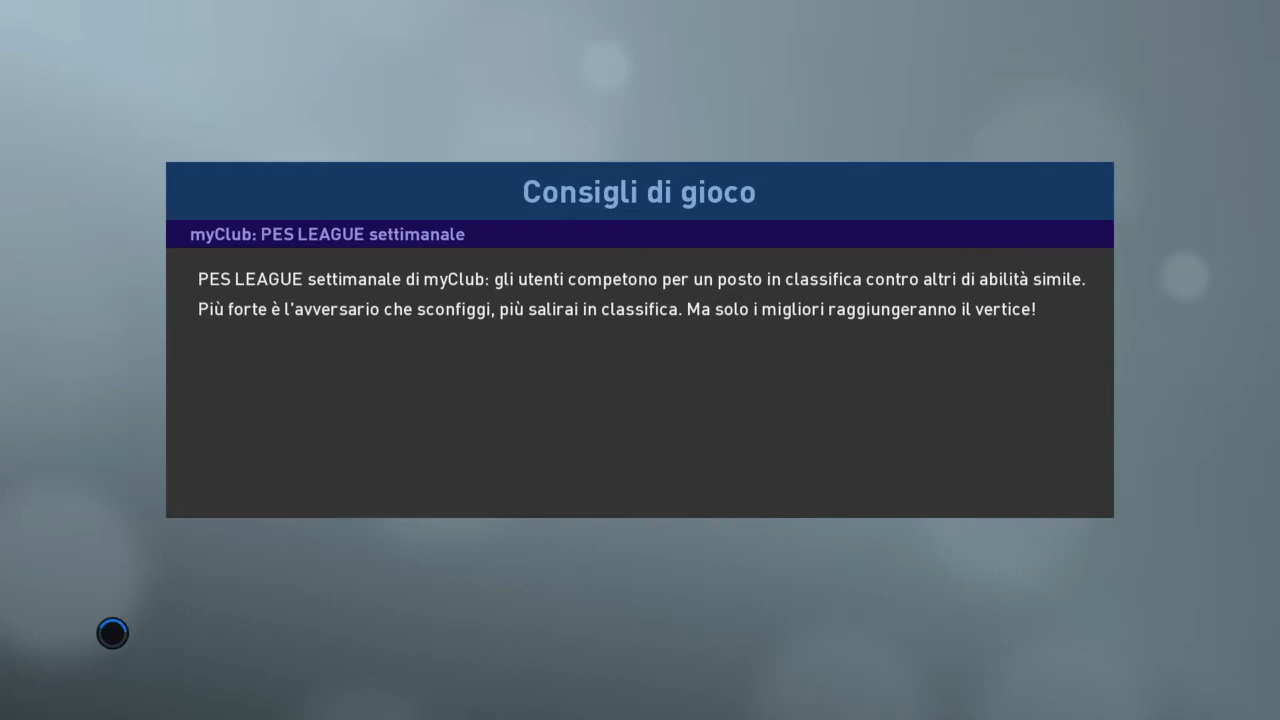 Consigli di gioco
myClub: PES LEAGUE settimanale
PES LEAGUE settimanale di myClub: gli utenti competono per un posto in classifica contro altri di abilità simile.
Più forte è l'avversario che sconfiggi, più salirai in classifica. Ma solo i migliori raggiungeranno il vertice!